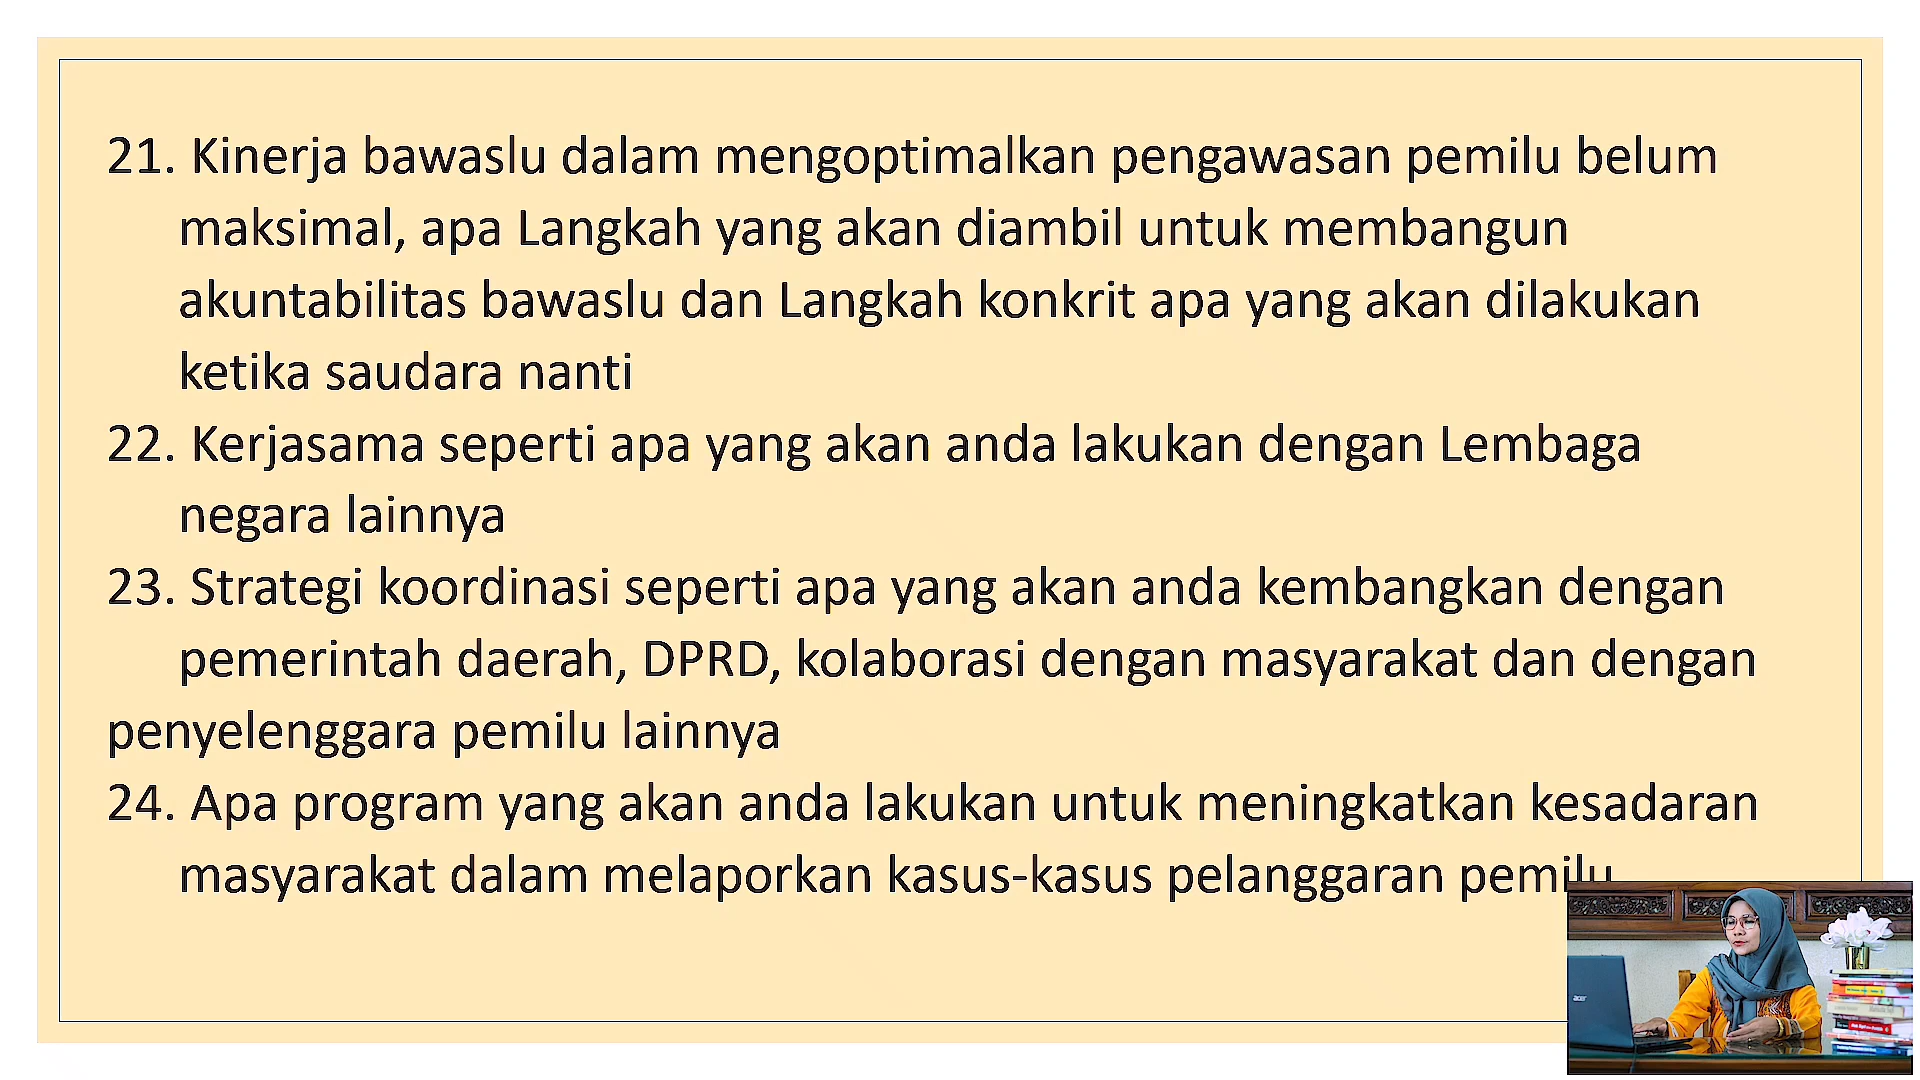 21. Kinerja bawaslu dalam mengoptimalkan pengawasan pemilu belum
maksimal, apa Langkah yang akan diambil untuk membangun
akuntabilitas bawaslu dan Langkah konkrit apa yang akan dilakukan
ketika saudara nanti
22. Kerjasama seperti apa yang akan anda lakukan dengan Lembaga
negara lainnya
23. Strategi koordinasi seperti apa yang akan anda kembangkan dengan
pemerintah daerah, DPRD, kolaborasi dengan masyarakat dan dengan
penyelenggara pemilu lainnya
24. Apa program yang akan anda lakukan untuk meningkatkan kesadaran
masyarakat dalam melaporkan kasus-kasus pelanggaran pemilu
acer